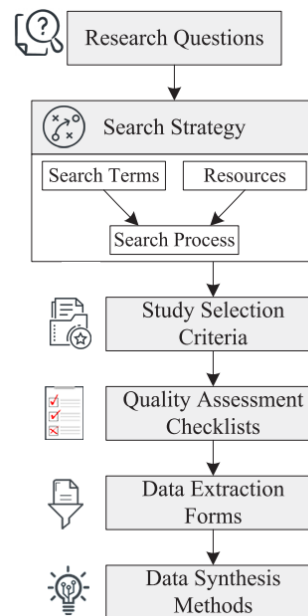 Research Questions
Search Strategy
Search Terms
Resources
Search Process
Study Selection
Criteria
Quality Assessment
Checklists
Data Extraction
Forms
Data Synthesis
Methods